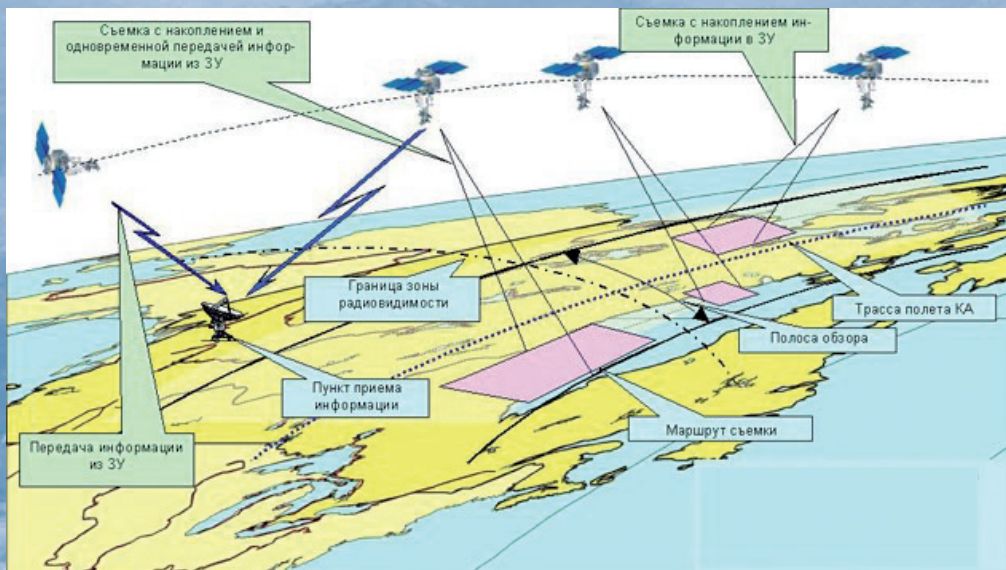 Съемка с накоплением и
одновременной передачей инфор-
мации из ЗУ
Съемка с накоплением ин-
формации в ЗУ
Граница зоны
радиовидимости
Трасса полета КА
Полоса обзора
Пункт приема
информации
Маршрут съемки
Передача информации
из ЗУ